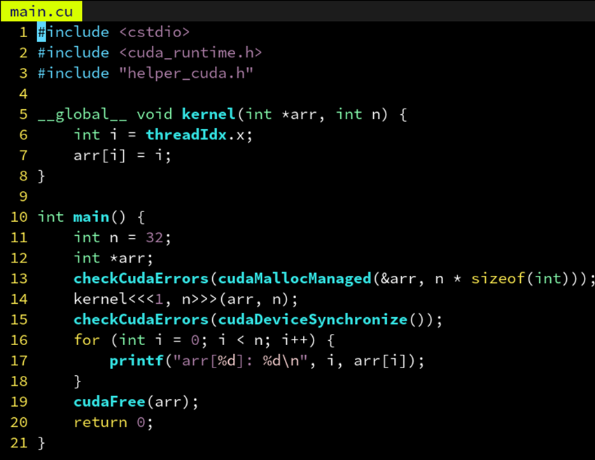 main.cu
1 #include <cstdio>
2 #include <cuda_runtime.h>
3 #include "helper_cuda.h"
4
5 __global__ void kernel(int *arr, int n) {
6     int i = threadIdx.x;
7     arr[i] = i;
8 }
9
10 int main() {
11     int n = 32;
12     int *arr;
13     checkCudaErrors(cudaMallocManaged(&arr, n * sizeof(int)));
14     kernel<<<1, n>>>(arr, n);
15     checkCudaErrors(cudaDeviceSynchronize());
16     for (int i = 0; i < n; i++) {
17         printf("arr[%d]: %d\n", i, arr[i]);
18     }
19     cudaFree(arr);
20     return 0;
21 }